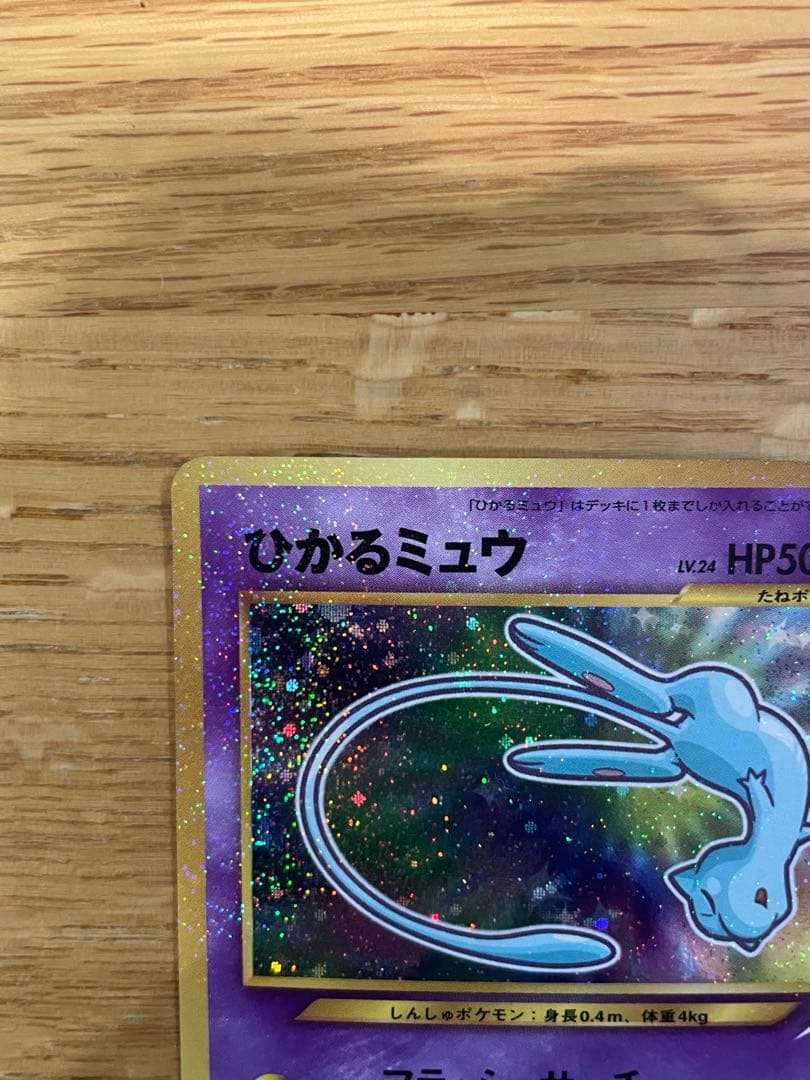 「ひかるミュウ」はデッキに1枚までしか入れることがで
ひかるミュウ
LV.24 HP50
たねポ
しんしゅポケモン：身長0.4m、体重4kg